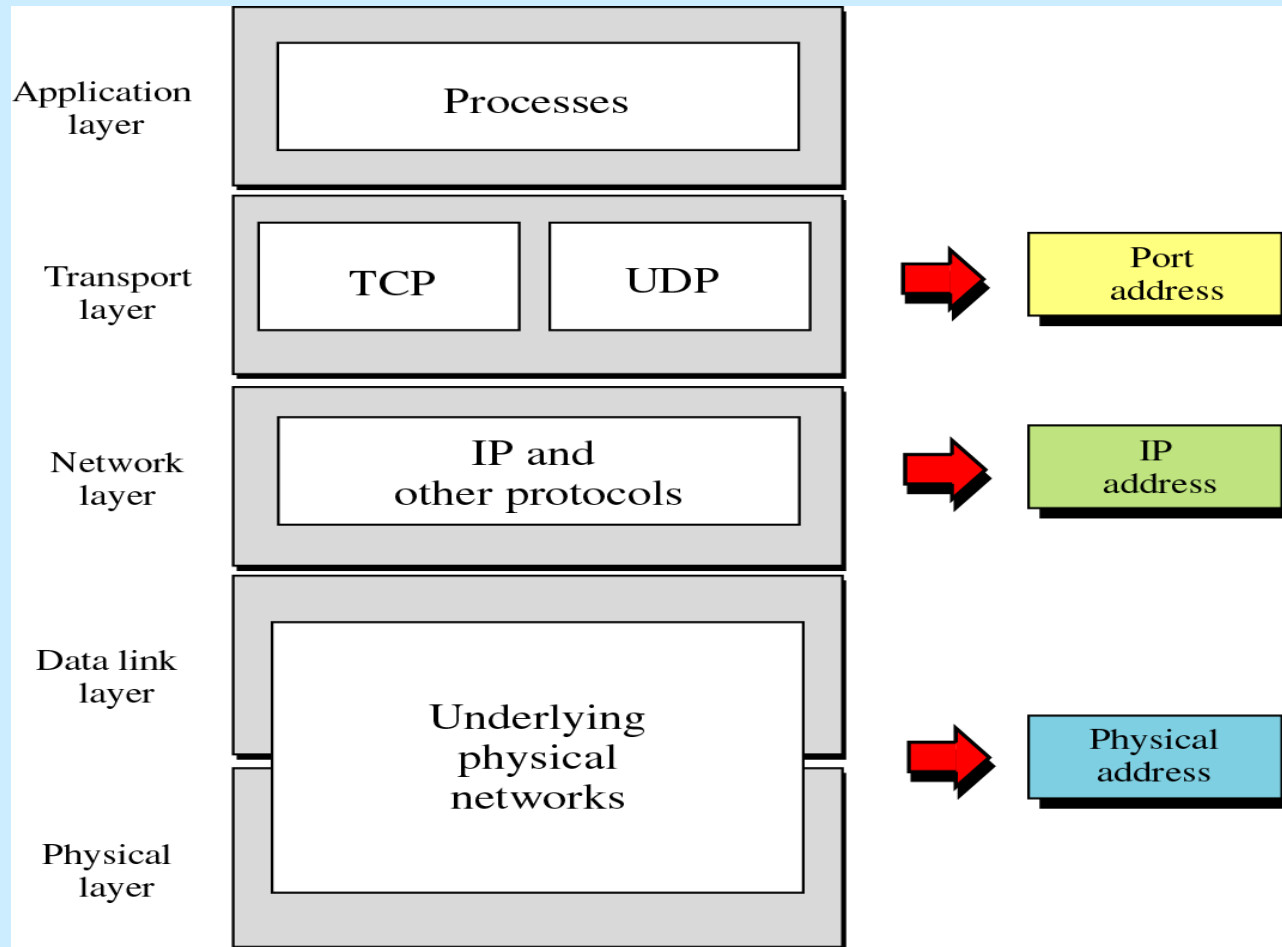 Application
layer
Processes
Transport
layer
TCP
UDP
Port
address
Network
layer
IP and
other protocols
IP
address
Data link
layer
Underlying
physical
networks
Physical
address
Physical
layer